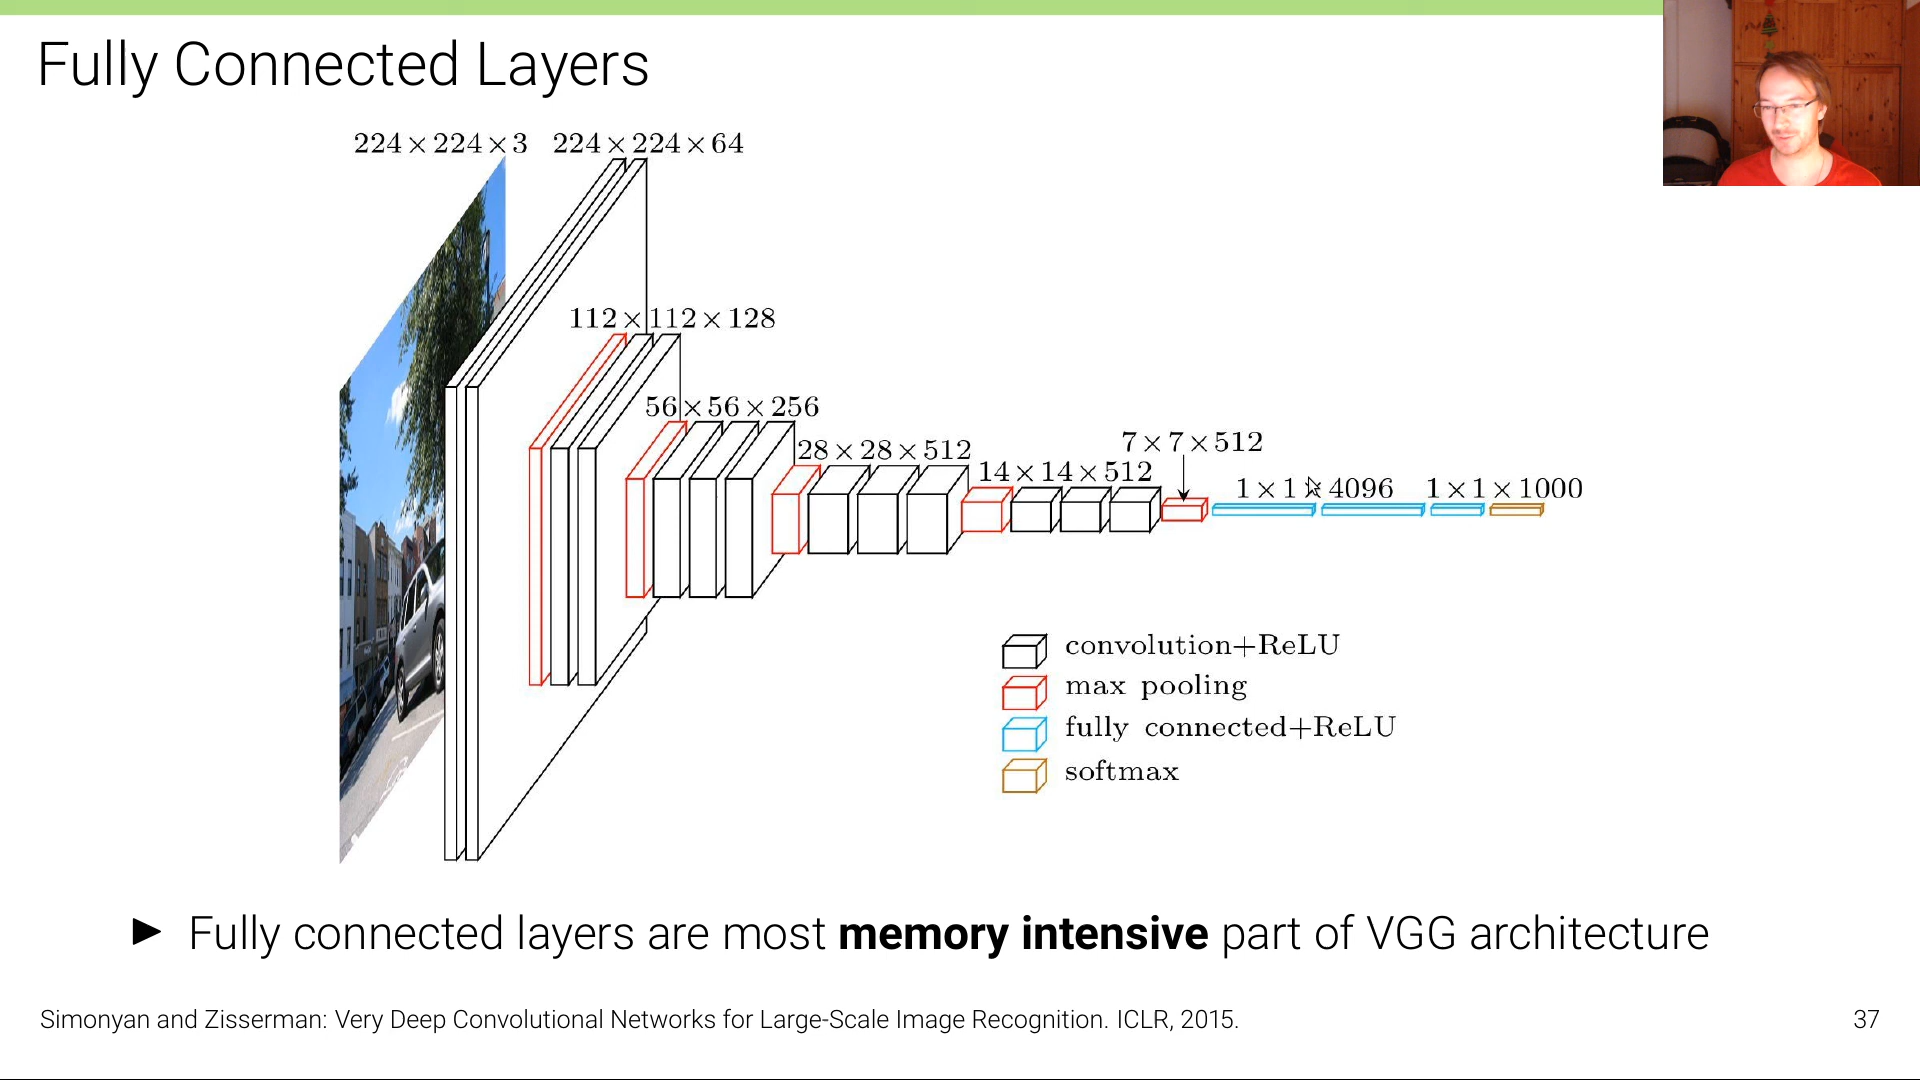 Fully Connected Layers
224×224×3 224×224×64
112×112×128
56×56×256
28×28×512
14×14×512
7×7×512
1×1×4096 1×1×1000
convolution+ReLU
max pooling
fully connected+ReLU
softmax
► Fully connected layers are most memory intensive part of VGG architecture
Simonyan and Zisserman: Very Deep Convolutional Networks for Large-Scale Image Recognition. ICLR, 2015. 37